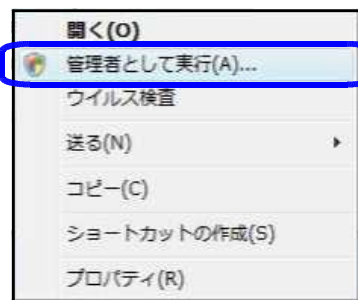 開く(O)
管理者として実行(A)...
ウイルス検査
送る(N)
コピー(C)
ショートカットの作成(S)
プロパティ(R)